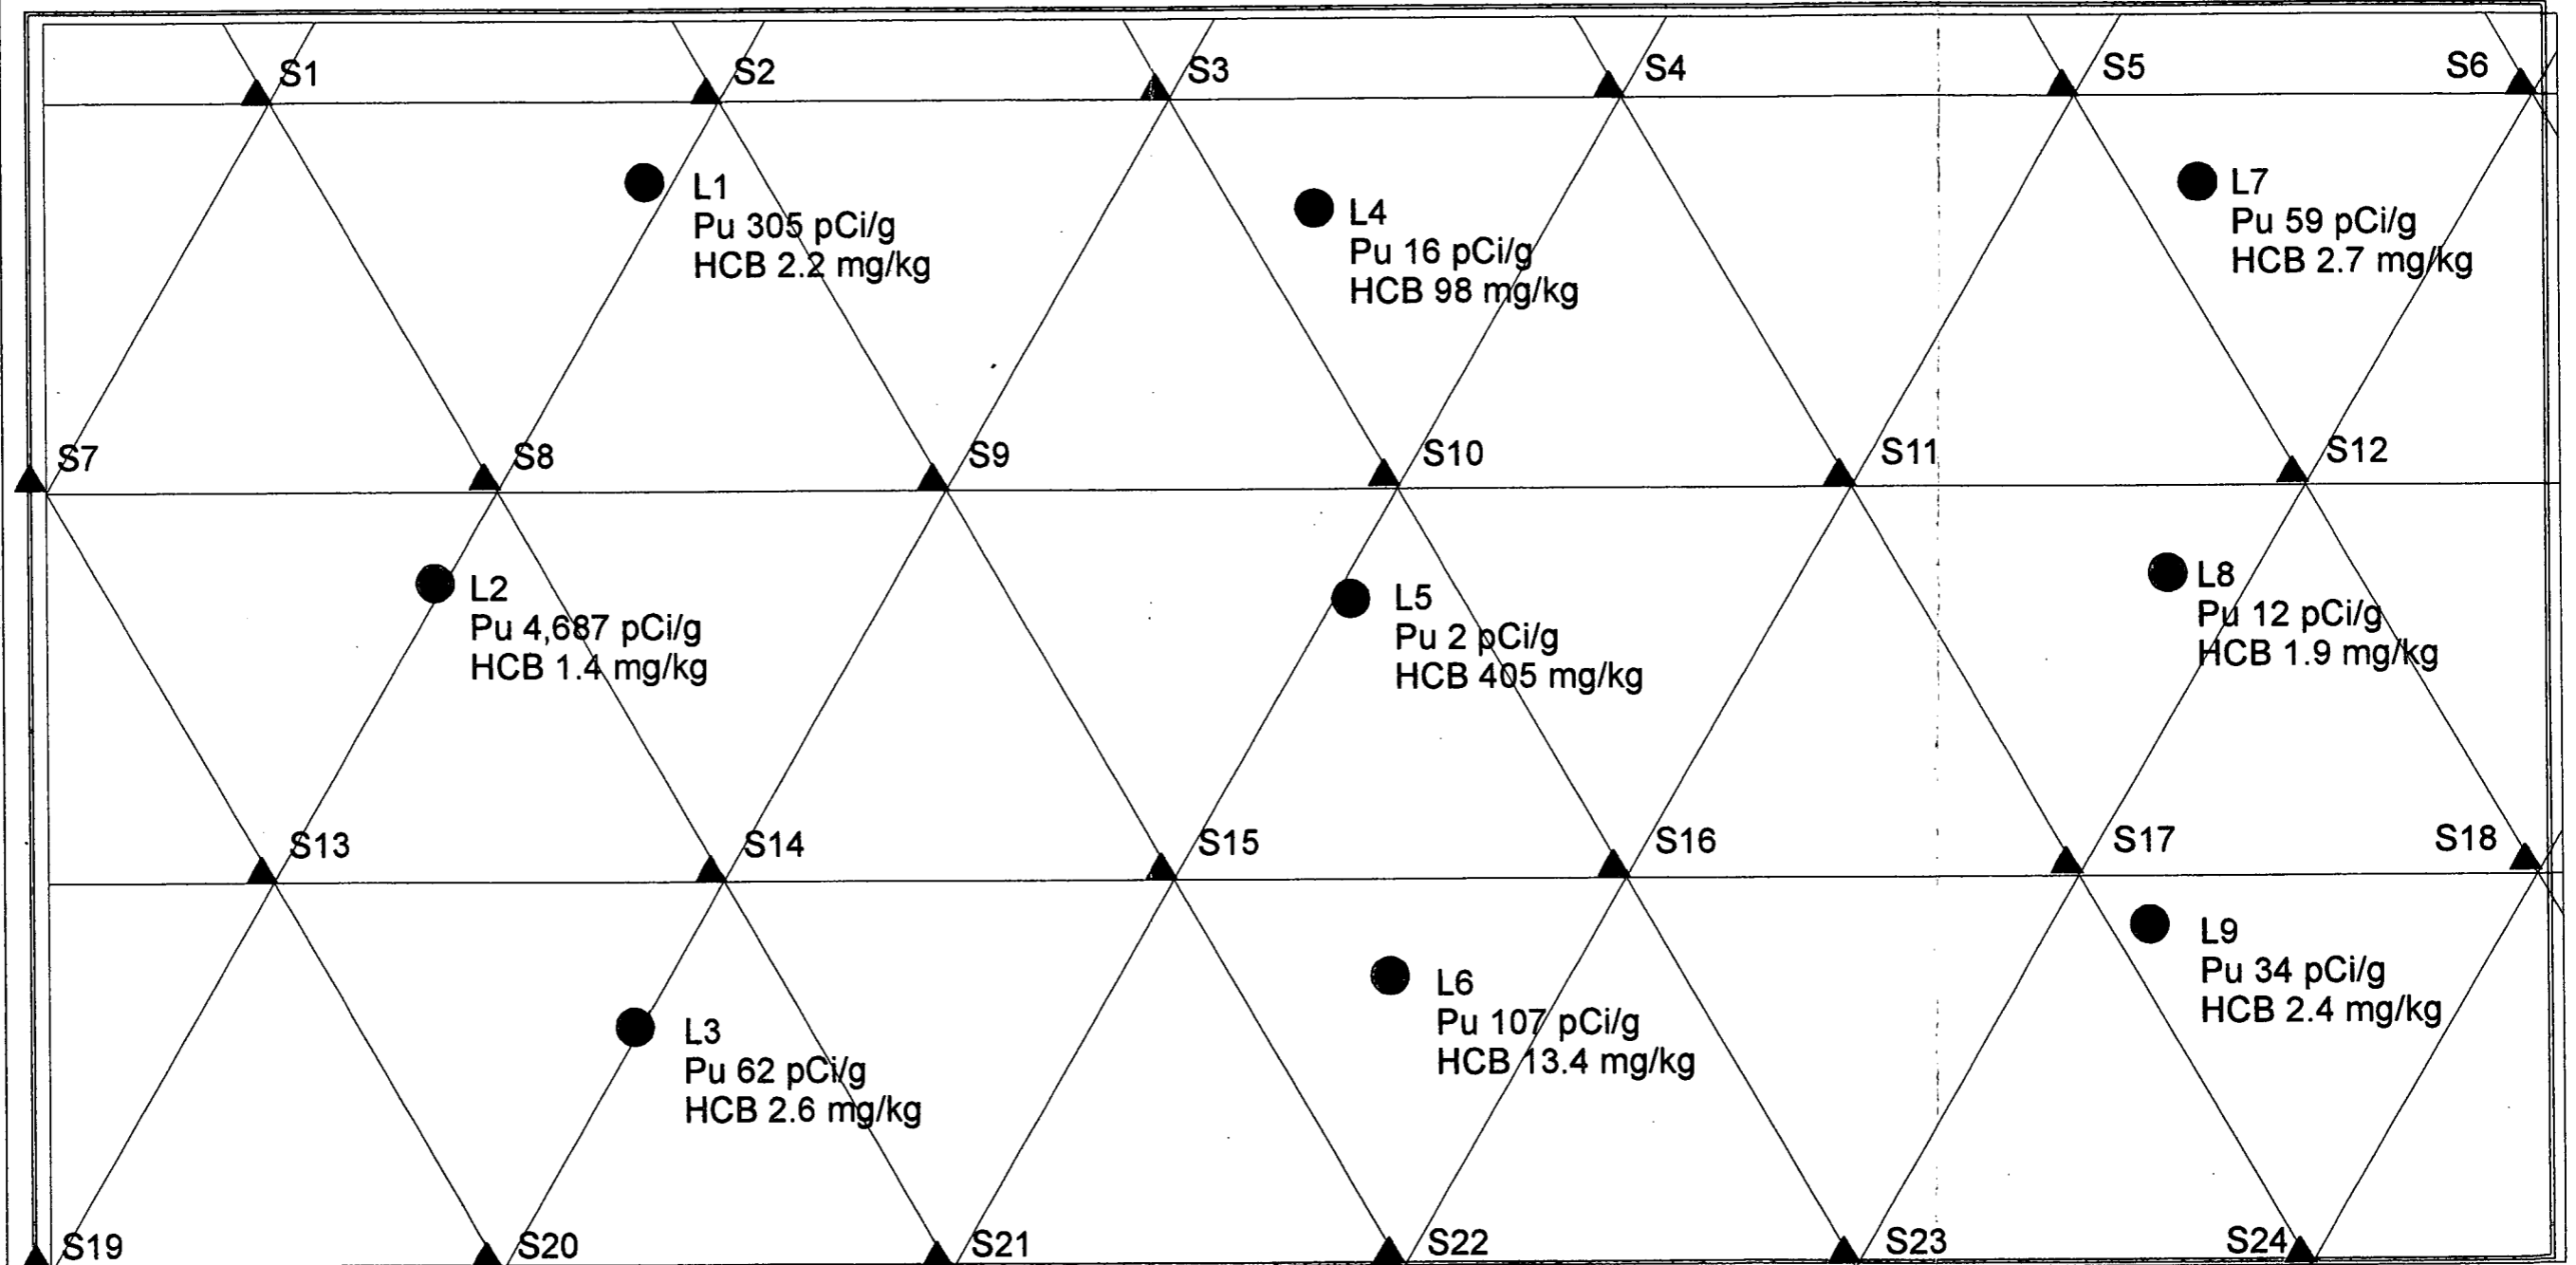 S1
S2
S3
S4
S5
S6
L1
Pu 305 pCi/g
HCB 2.2 mg/kg
L4
Pu 16 pCi/g
HCB 98 mg/kg
L7
Pu 59 pCi/g
HCB 2.7 mg/kg
S7
S8
S9
S10
S11
S12
L2
Pu 4,687 pCi/g
HCB 1.4 mg/kg
L5
Pu 2 pCi/g
HCB 405 mg/kg
L8
Pu 12 pCi/g
HCB 1.9 mg/kg
S13
S14
S15
S16
S17
S18
L3
Pu 62 pCi/g
HCB 2.6 mg/kg
L6
Pu 107 pCi/g
HCB 13.4 mg/kg
L9
Pu 34 pCi/g
HCB 2.4 mg/kg
S19
S20
S21
S22
S23
S24